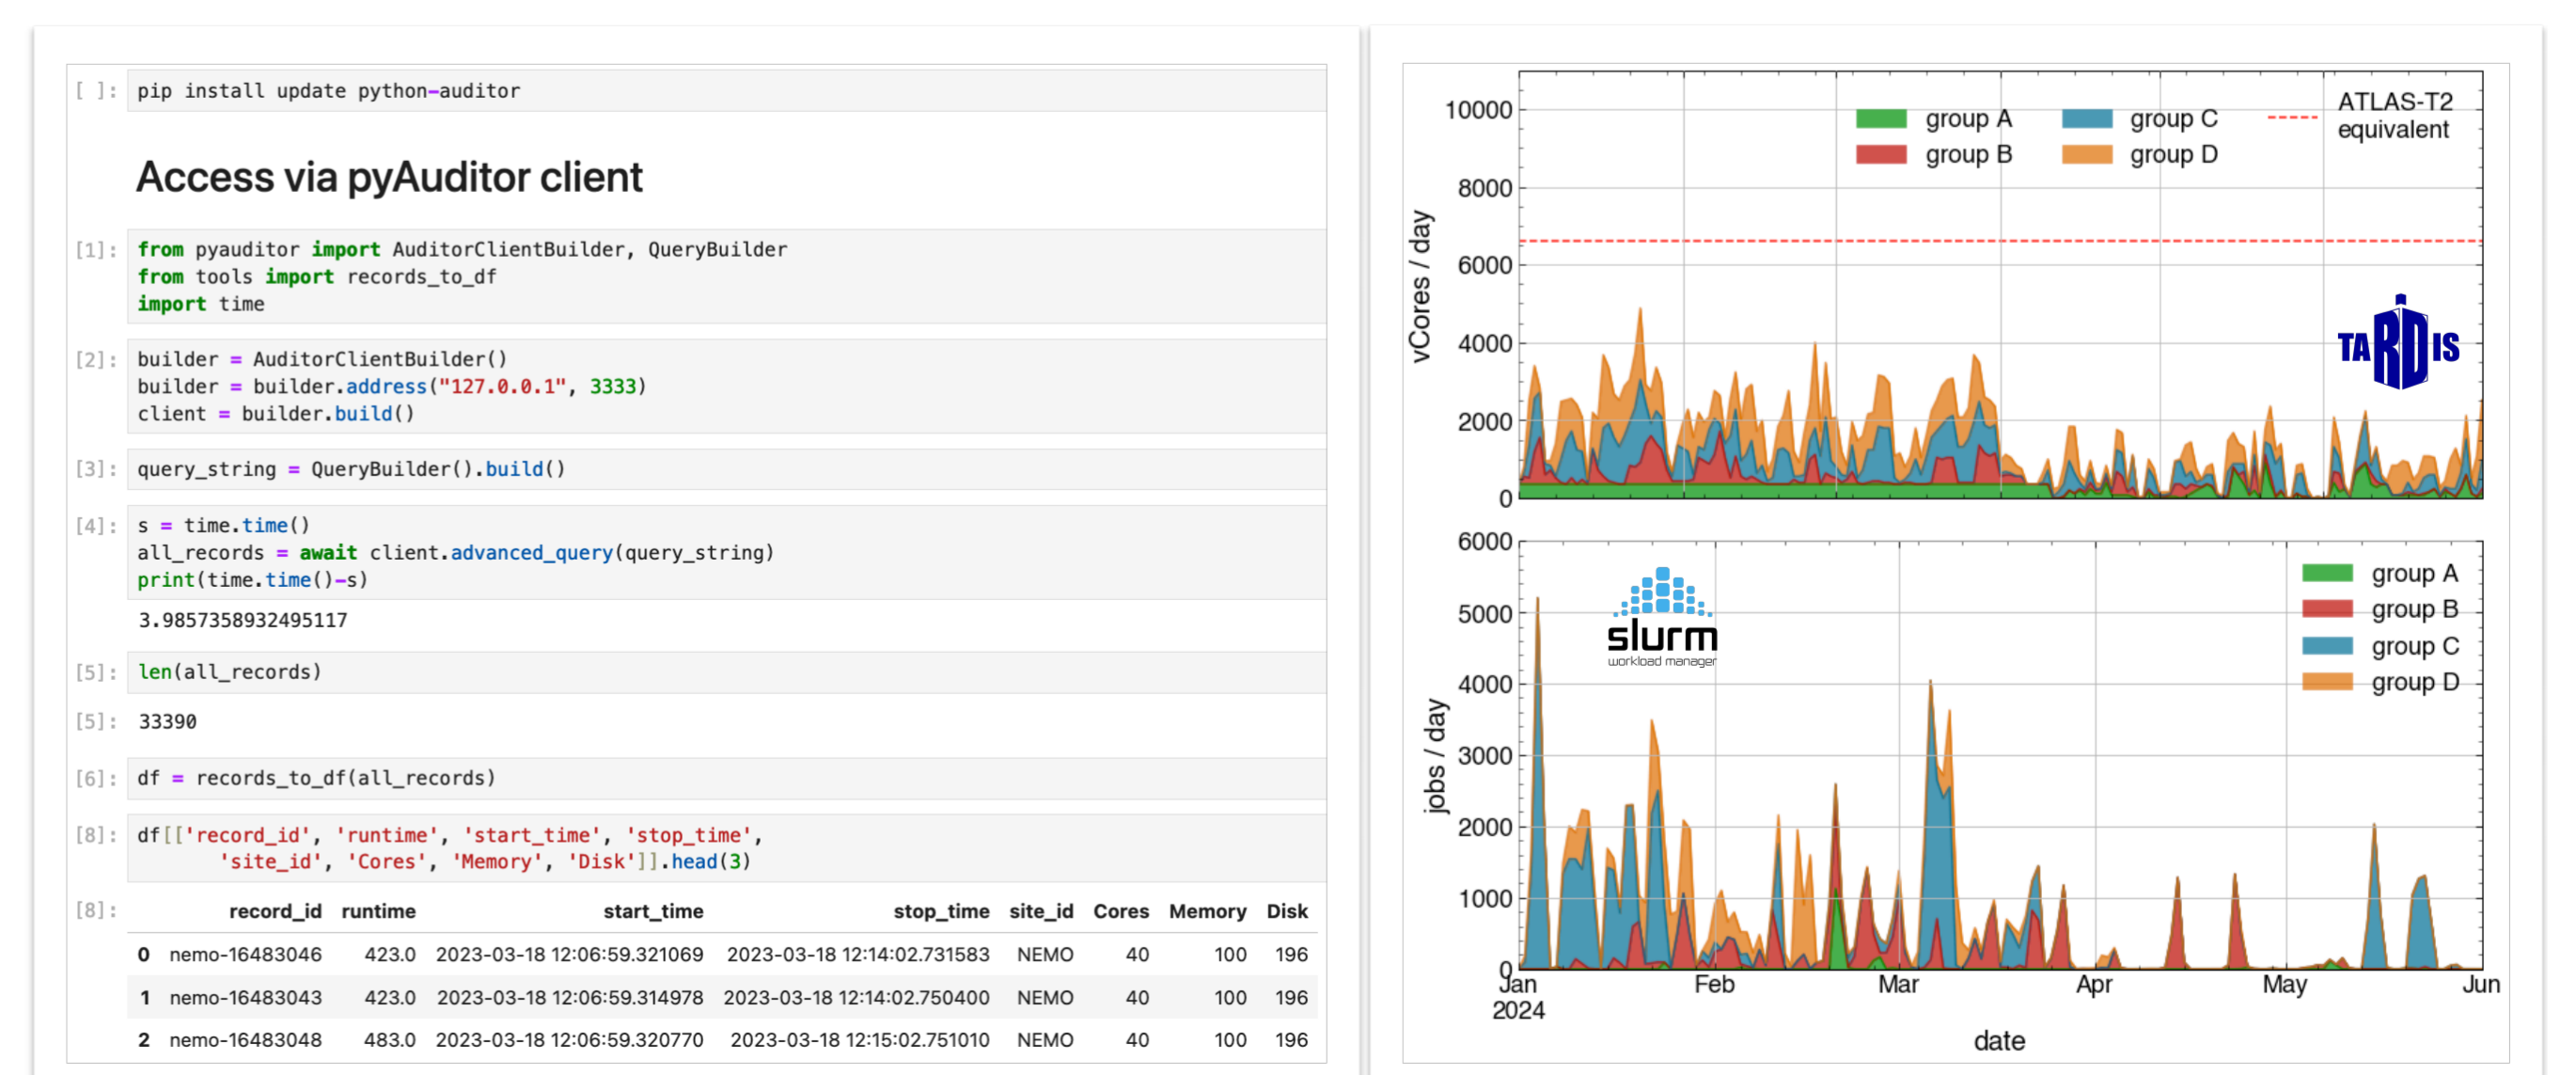 [ ]: pip install update python-auditor
Access via pyAuditor client
[1]: from pyauditor import AuditorClientBuilder, QueryBuilder
from tools import records_to_df
import time
[2]: builder = AuditorClientBuilder()
builder = builder.address("127.0.0.1", 3333)
client = builder.build()
[3]: query_string = QueryBuilder().build()
[4]: s = time.time()
all_records = await client.advanced_query(query_string)
print(time.time()-s)
3.9857358932495117
[5]: len(all_records)
[5]: 33390
[6]: df = records_to_df(all_records)
[8]: df[['record_id', 'runtime', 'start_time', 'stop_time',
'site_id', 'Cores', 'Memory', 'Disk']].head(3)
[8]: record_id runtime start_time stop_time site_id Cores Memory Disk
0 nemo-16483046 423.0 2023-03-18 12:06:59.321069 2023-03-18 12:14:02.731583 NEMO 40 100 196
1 nemo-16483043 423.0 2023-03-18 12:06:59.314978 2023-03-18 12:14:02.750400 NEMO 40 100 196
2 nemo-16483048 483.0 2023-03-18 12:06:59.320770 2023-03-18 12:15:02.751010 NEMO 40 100 196
vCores / day
10000
8000
6000
4000
2000
0
group A
group B
group C
group D
ATLAS-T2
equivalent
TARDIS
jobs / day
6000
5000
4000
3000
2000
1000
0
slurm
workload manager
group A
group B
group C
group D
Jan Feb Mar Apr May Jun
2024
date